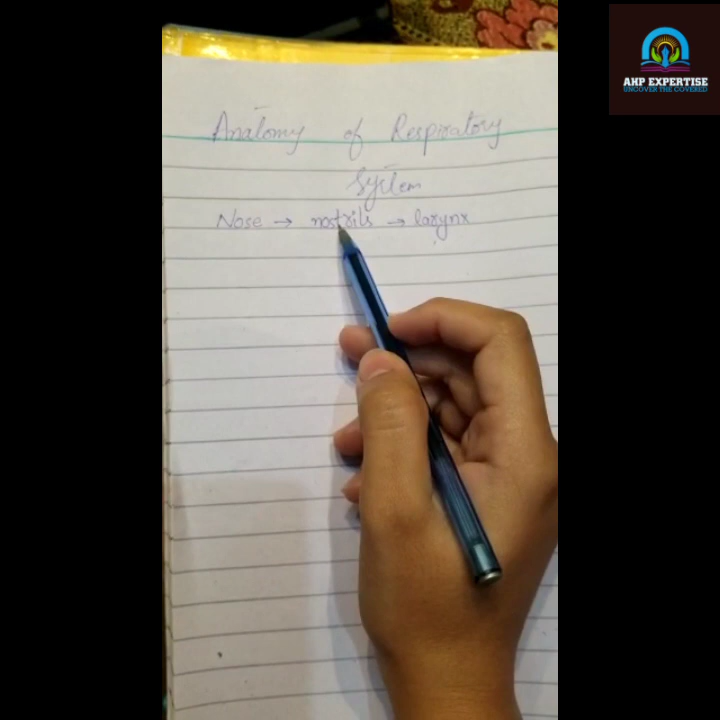 AHP EXPERTISE
UNCOVER THE COVERED
Anatomy of Respiratory
System
Nose → nostrils → larynx